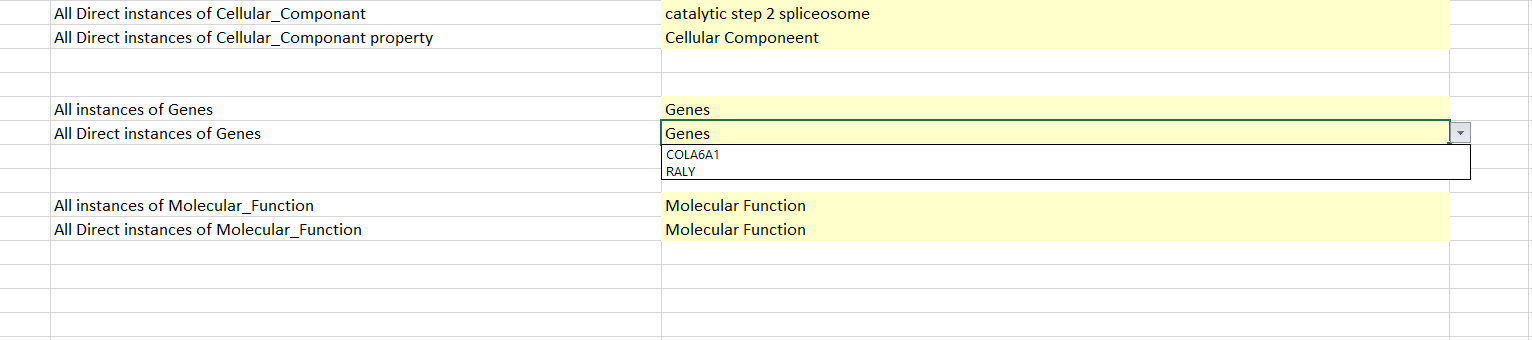 All Direct instances of Cellular_Componant catalytic step 2 spliceosome
All Direct instances of Cellular_Componant property Cellular Componeent
All instances of Genes Genes
All Direct instances of Genes Genes
COLA6A1
RALY
All instances of Molecular_Function Molecular Function
All Direct instances of Molecular_Function Molecular Function